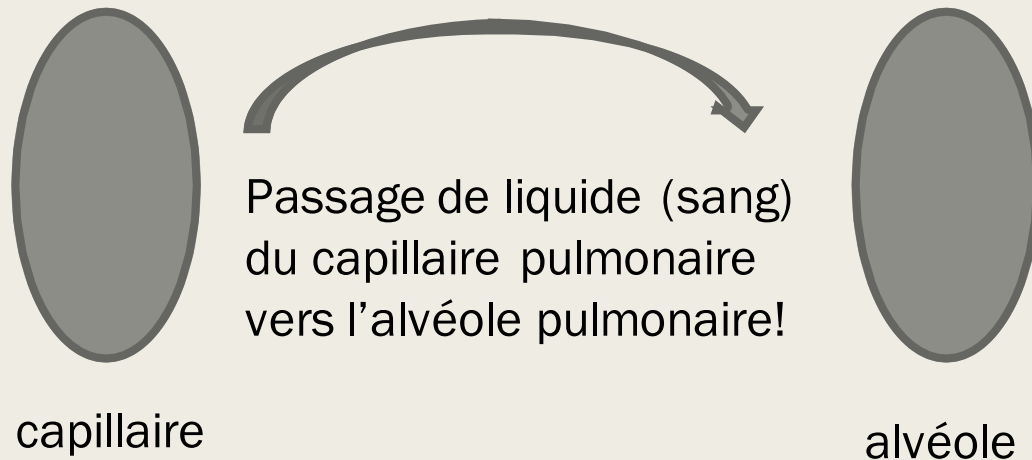 Passage de liquide (sang)
du capillaire pulmonaire
vers l’alvéole pulmonaire!
capillaire
alvéole